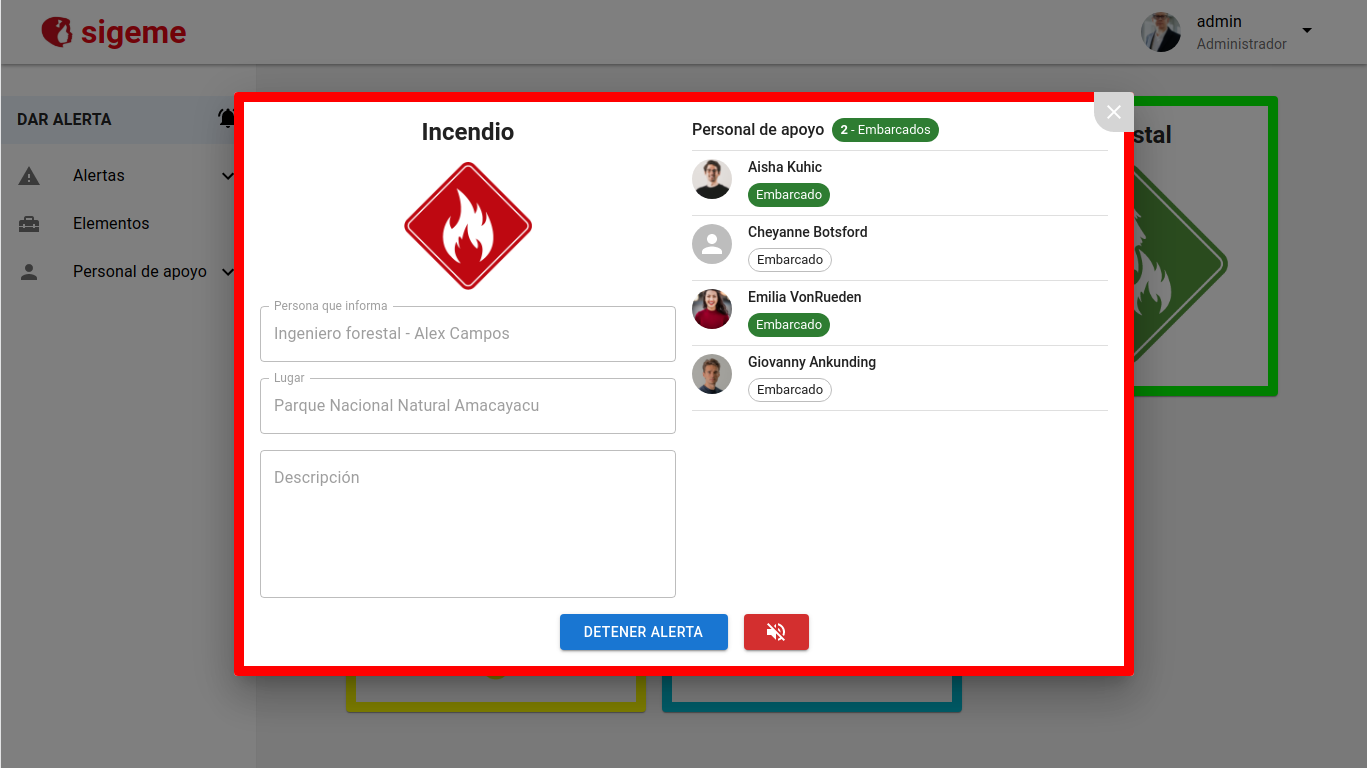 sigeme
admin
Administrador
DAR ALERTA
Alertas
Elementos
Personal de apoyo
Incendio
Persona que informa
Ingeniero forestal - Alex Campos
Lugar
Parque Nacional Natural Amacayacu
Descripción
Personal de apoyo 2 - Embarcados
Aisha Kuhic
Embarcado
Cheyanne Botsford
Embarcado
Emilia VonRueden
Embarcado
Giovanny Ankunding
Embarcado
DETENER ALERTA
stal